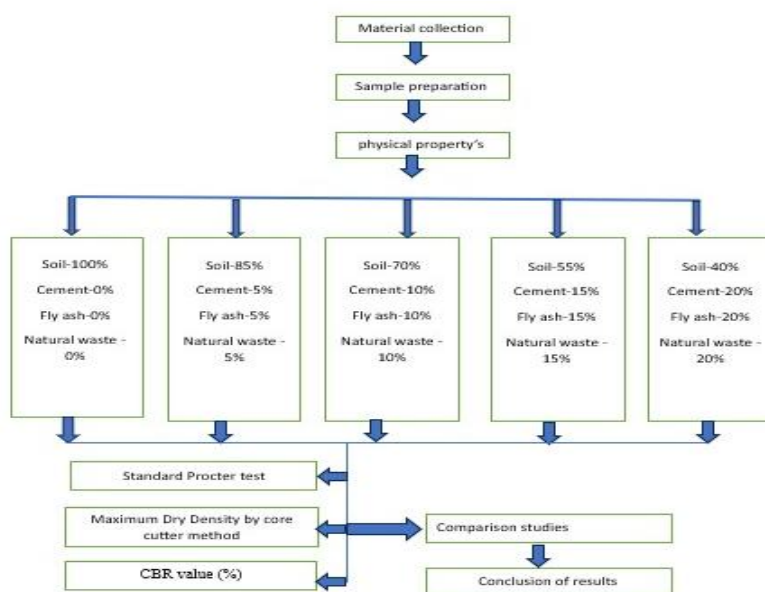 Material collection
Sample preparation
physical property's
Soil-100%
Cement-0%
Fly ash-0%
Natural waste -
0%
Soil-85%
Cement-5%
Fly ash-5%
Natural waste -
5%
Soil-70%
Cement-10%
Fly ash-10%
Natural waste -
10%
Soil-55%
Cement-15%
Fly ash-15%
Natural waste -
15%
Soil-40%
Cement-20%
Fly ash-20%
Natural waste -
20%
Standard Procter test
Maximum Dry Density by core
cutter method
CBR value (%)
Comparison studies
Conclusion of results